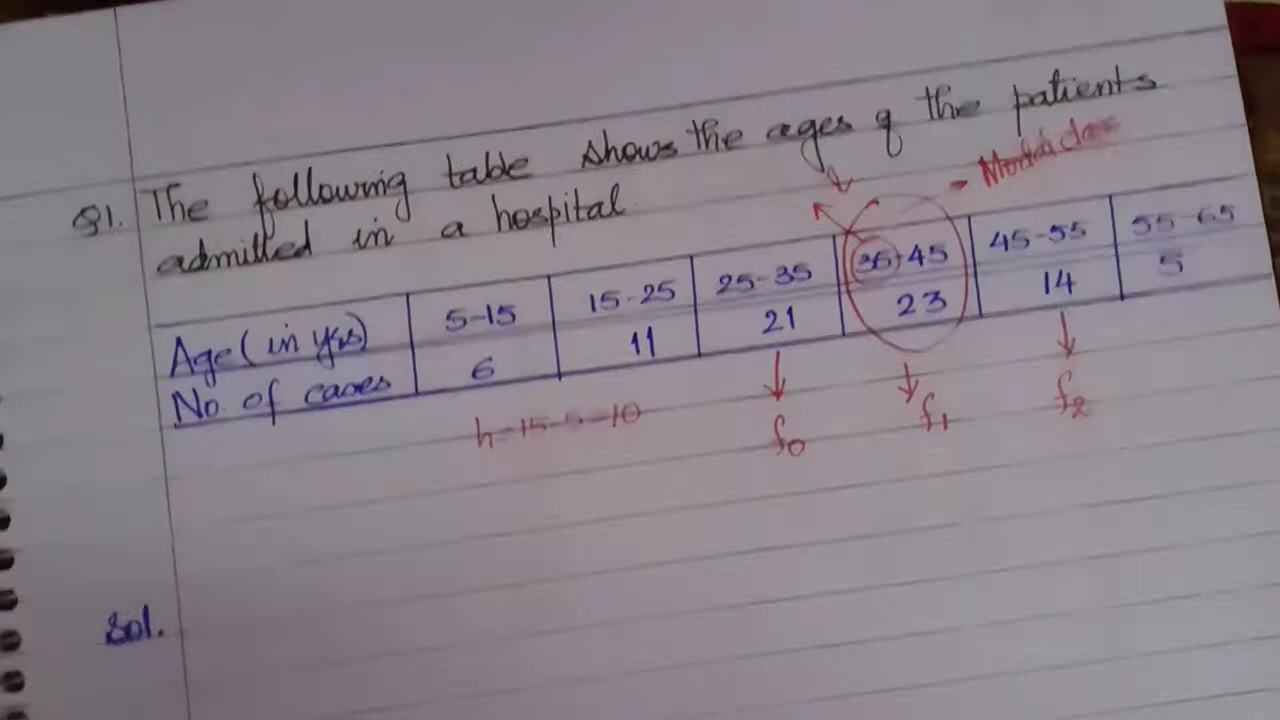 Q1. The following table shows the ages of the patients
admitted in a hospital.
- Modal class
Age (in yrs) 5-15 15-25 25-35 35-45 45-55 55-65
No. of cases 6 11 21 23 14 5
h=15-5=10 f0 f1 f2
Sol.